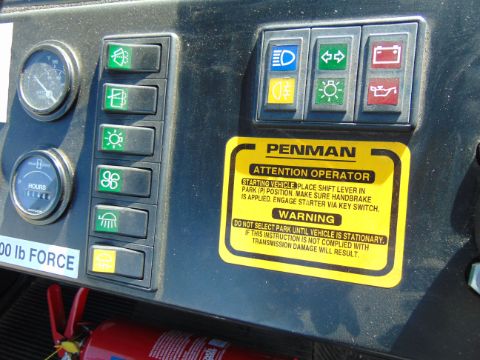 PENMAN
ATTENTION OPERATOR
STARTING VEHICLE: PLACE SHIFT LEVER IN
PARK (P) POSITION. MAKE SURE HANDBRAKE
IS APPLIED. ENGAGE STARTER VIA KEY SWITCH.
WARNING
DO NOT SELECT PARK UNTIL VEHICLE IS STATIONARY.
IF THIS INSTRUCTION IS NOT COMPLIED WITH
TRANSMISSION DAMAGE WILL RESULT.
HOURS
00 lb FORCE